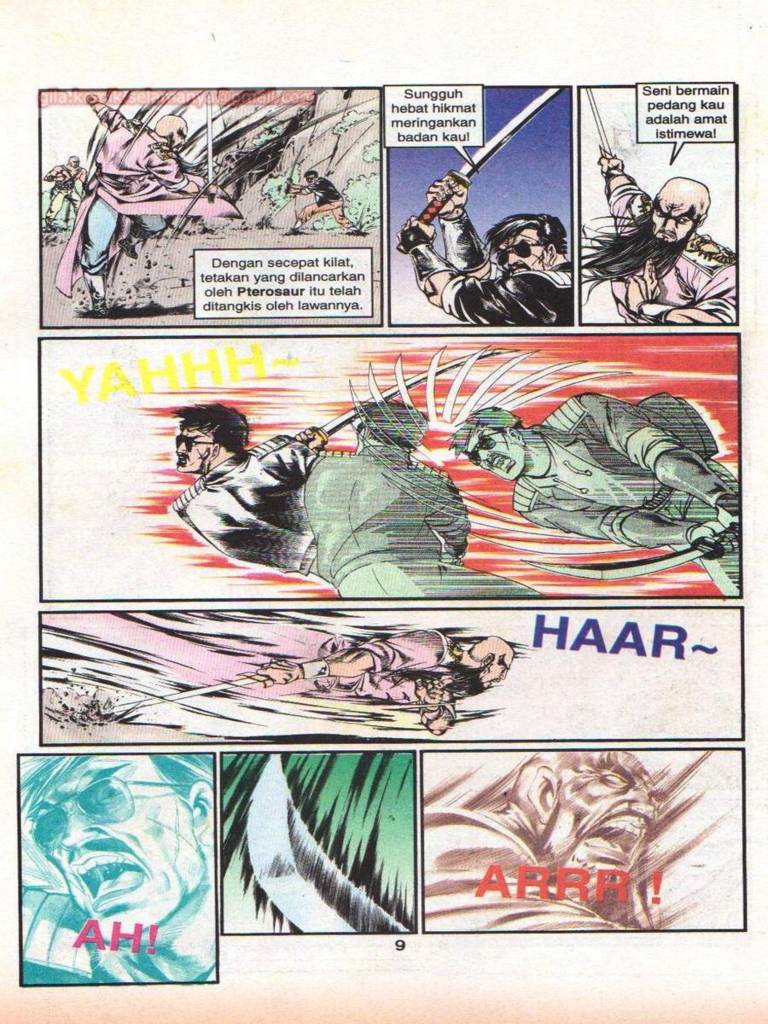 Dengan secepat kilat,
tetakan yang dilancarkan
oleh Pterosaur itu telah
ditangkis oleh lawannya.
Sungguh
hebat hikmat
meringankan
badan kau!
Seni bermain
pedang kau
adalah amat
istimewa!
YAHHH~
HAAR~
AH!
ARRR!
9